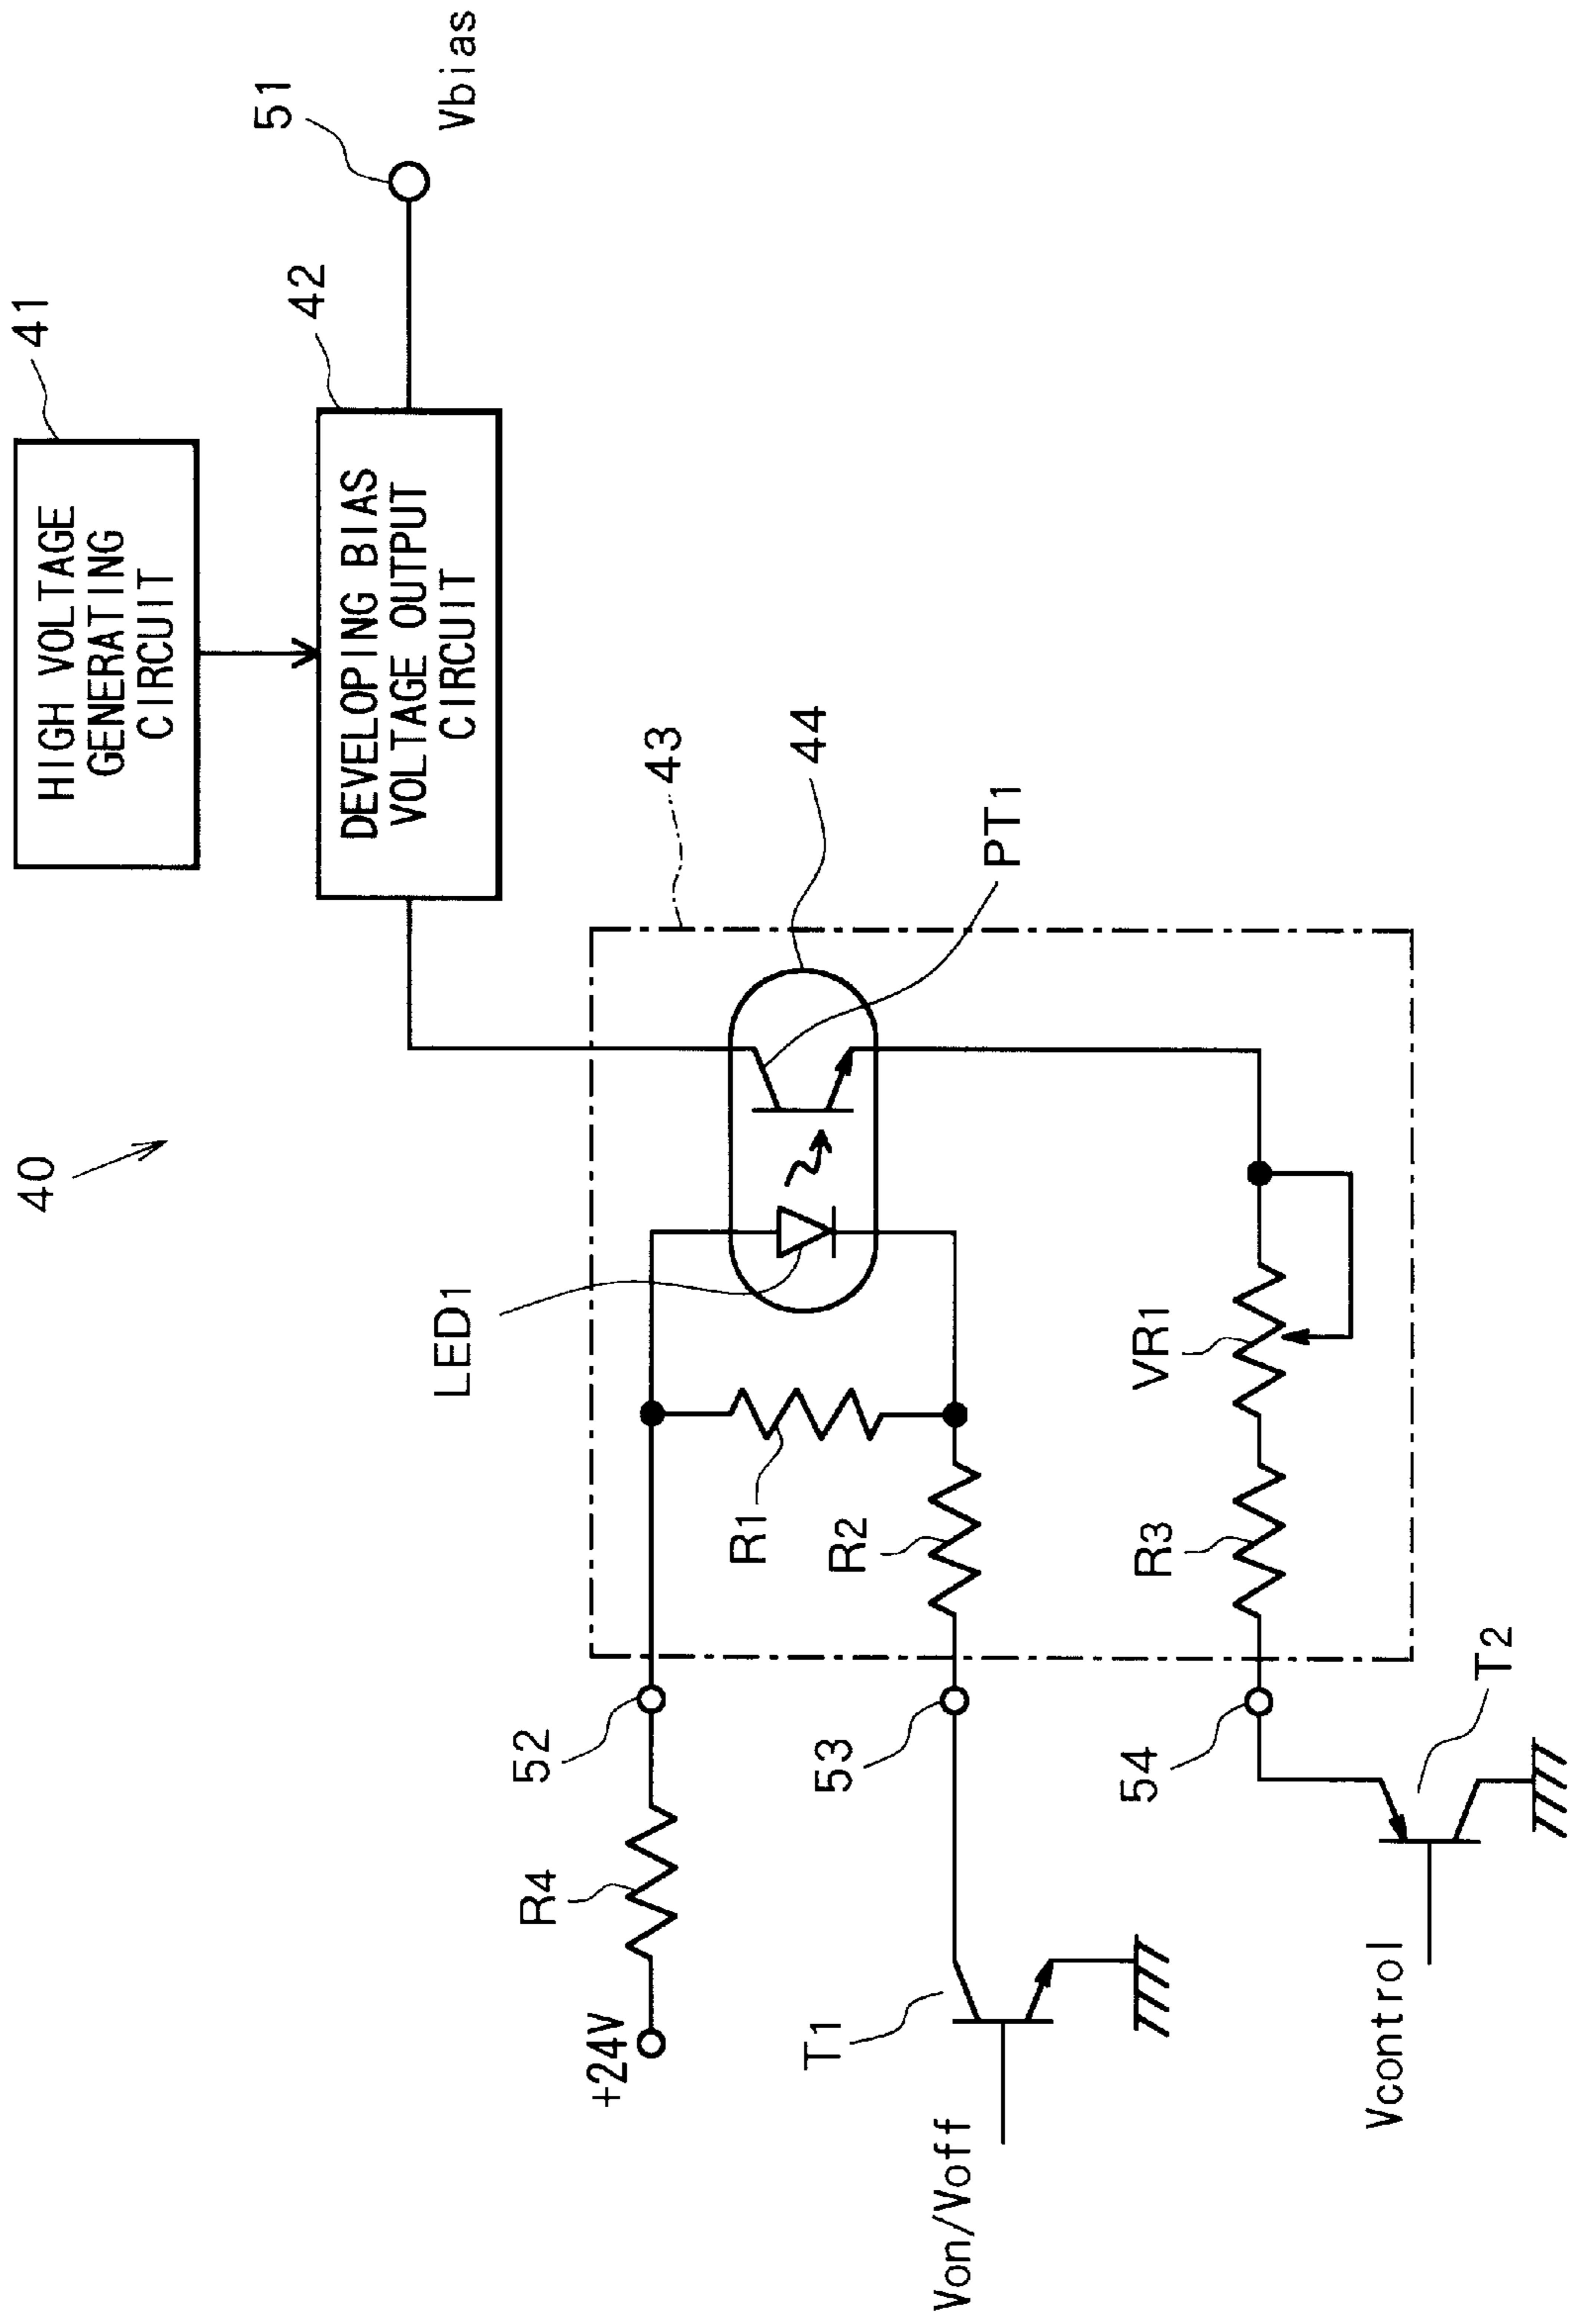 40
41
HIGH VOLTAGE
GENERATING
CIRCUIT
42
DEVELOPING BIAS
VOLTAGE OUTPUT
CIRCUIT
51
Vbias
43
44
PT1
LED1
R1
R2
VR1
R3
52
53
54
R4
+24V
T1
T2
Von/Voff
Vcontrol